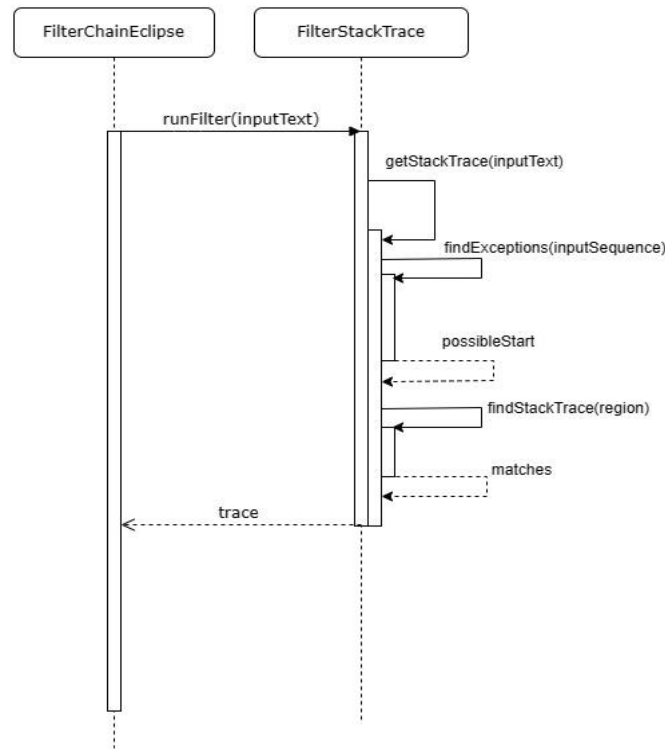 FilterChainEclipse
FilterStackTrace
runFilter(inputText)
getStackTrace(inputText)
findExceptions(inputSequence)
possibleStart
findStackTrace(region)
matches
trace